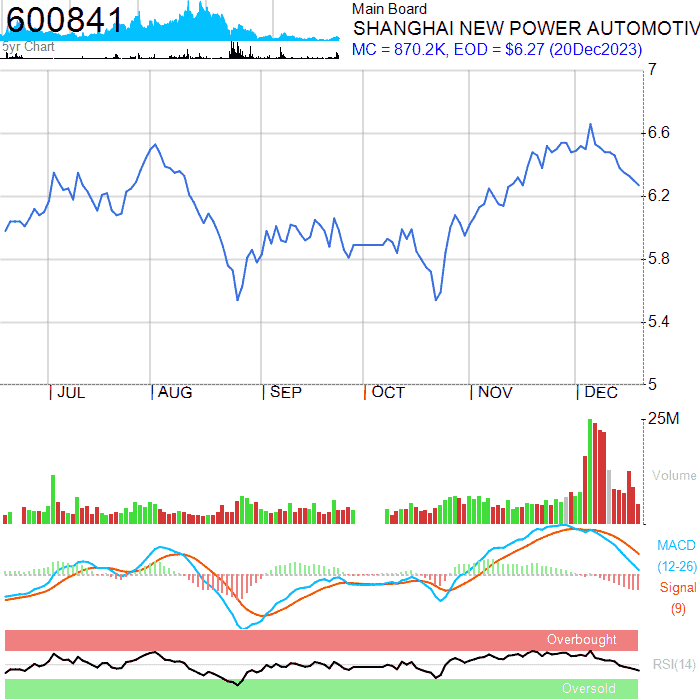 600841
5yr Chart
Main Board
SHANGHAI NEW POWER AUTOMOTIV
MC = 870.2K, EOD = $6.27 (20Dec2023)
7
6.6
6.2
5.8
5.4
5
JUL AUG SEP OCT NOV DEC
25M
Volume
MACD
(12-26)
Signal
(9)
Overbought
RSI(14)
Oversold